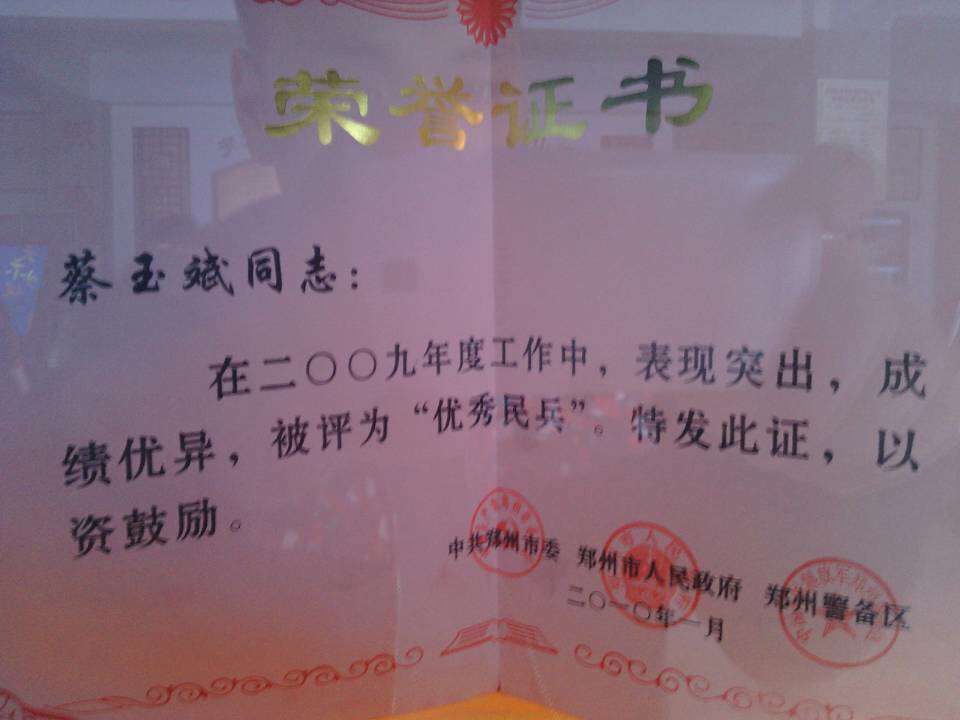 荣誉证书
蔡玉斌同志：
在二〇〇九年度工作中，表现突出，成
绩优异，被评为“优秀民兵”。特发此证，以
资鼓励。
中共郑州市委 郑州市人民政府 郑州警备区
二〇一〇年一月